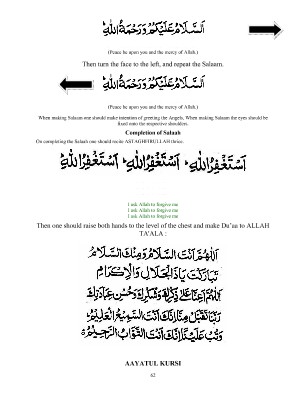 اَلسَّلَامُ عَلَيْكُمْ وَرَحْمَةُ اللّٰهِ
(Peace be upon you and the mercy of Allah.)
Then turn the face to the left, and repeat the Salaam.
اَلسَّلَامُ عَلَيْكُمْ وَرَحْمَةُ اللّٰهِ
(Peace be upon you and the mercy of Allah.)
When making Salaam one should make intention of greeting the Angels, When making Salaam the eyes should be
fixed onto the respective shoulders.
Completion of Salaah
On completing the Salaah one should recite ASTAGHFIRULLAH thrice.
اَسْتَغْفِرُ اللّٰهَ، اَسْتَغْفِرُ اللّٰهَ، اَسْتَغْفِرُ اللّٰهَ
I ask Allah to forgive me
I ask Allah to forgive me
I ask Allah to forgive me
Then one should raise both hands to the level of the chest and make Du'aa to ALLAH
TA'ALA :
اَللّٰهُمَّ اَنْتَ السَّلَامُ وَمِنْكَ السَّلَامُ
تَبَارَكْتَ يَاذَا الْجَلَالِ وَالْاِكْرَامِ
اَللّٰهُمَّ اَعِنَّا عَلٰى ذِكْرِكَ وَشُكْرِكَ وَحُسْنِ عِبَادَتِكَ
رَبَّنَا تَقَبَّلْ مِنَّا اِنَّكَ اَنْتَ السَّمِيْعُ الْعَلِيْمُ
وَتُبْ عَلَيْنَا اِنَّكَ اَنْتَ التَّوَّابُ الرَّحِيْمُ
AAYATUL KURSI
62